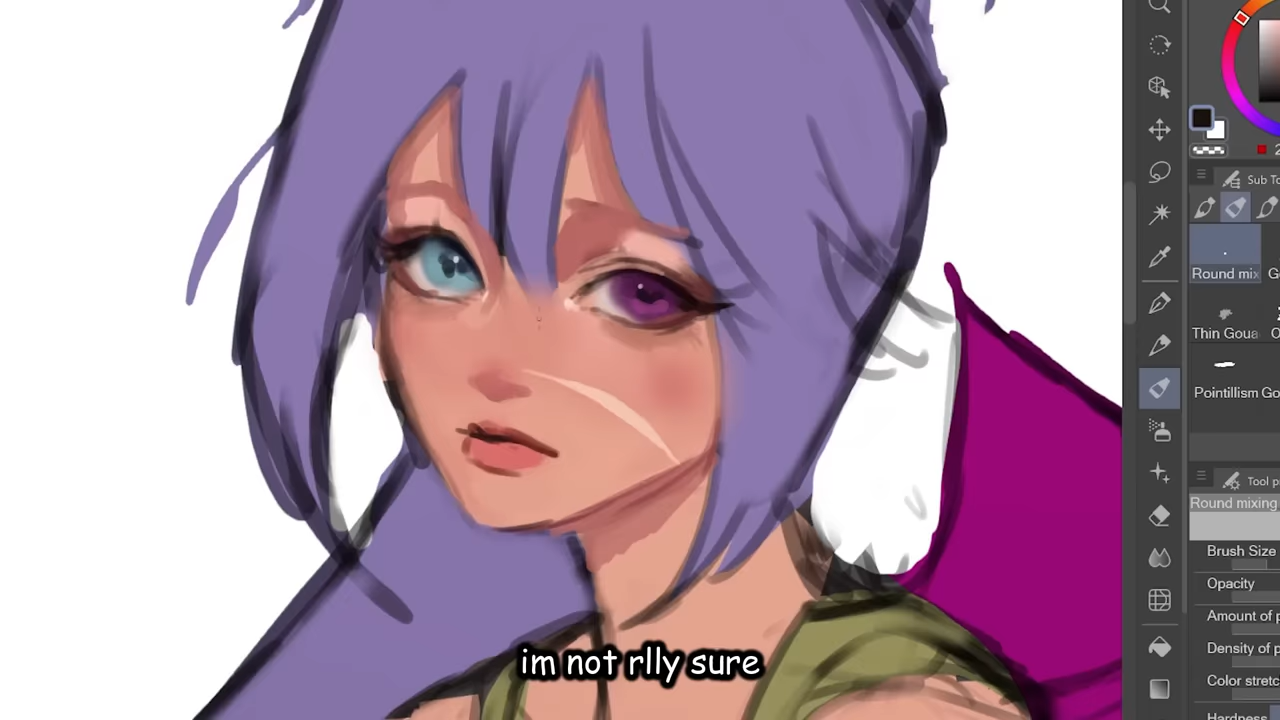 Sub To
Round mix
Thin Goua
Pointillism Go
Tool p
Round mixing
Brush Size
Opacity
Amount of p
Density of p
Color stretc
Hardness
im not rlly sure